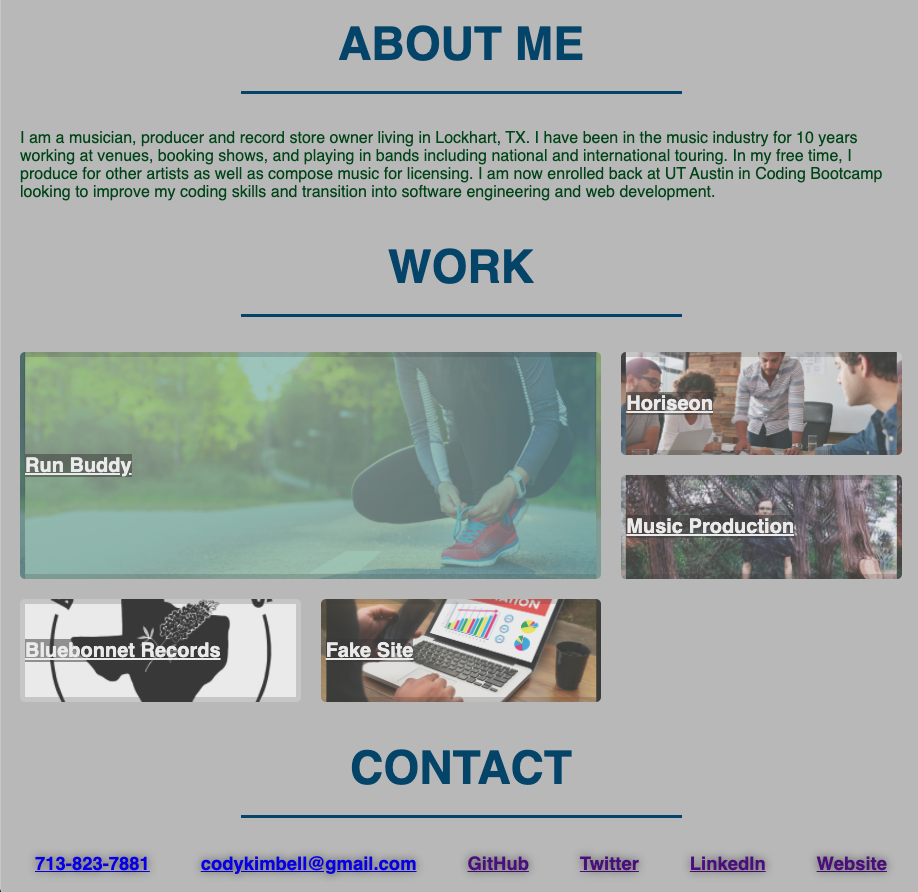 ABOUT ME
I am a musician, producer and record store owner living in Lockhart, TX. I have been in the music industry for 10 years
working at venues, booking shows, and playing in bands including national and international touring. In my free time, I
produce for other artists as well as compose music for licensing. I am now enrolled back at UT Austin in Coding Bootcamp
looking to improve my coding skills and transition into software engineering and web development.
WORK
Run Buddy
Horiseon
Music Production
Bluebonnet Records
Fake Site
CONTACT
713-823-7881 codykimbell@gmail.com GitHub Twitter LinkedIn Website